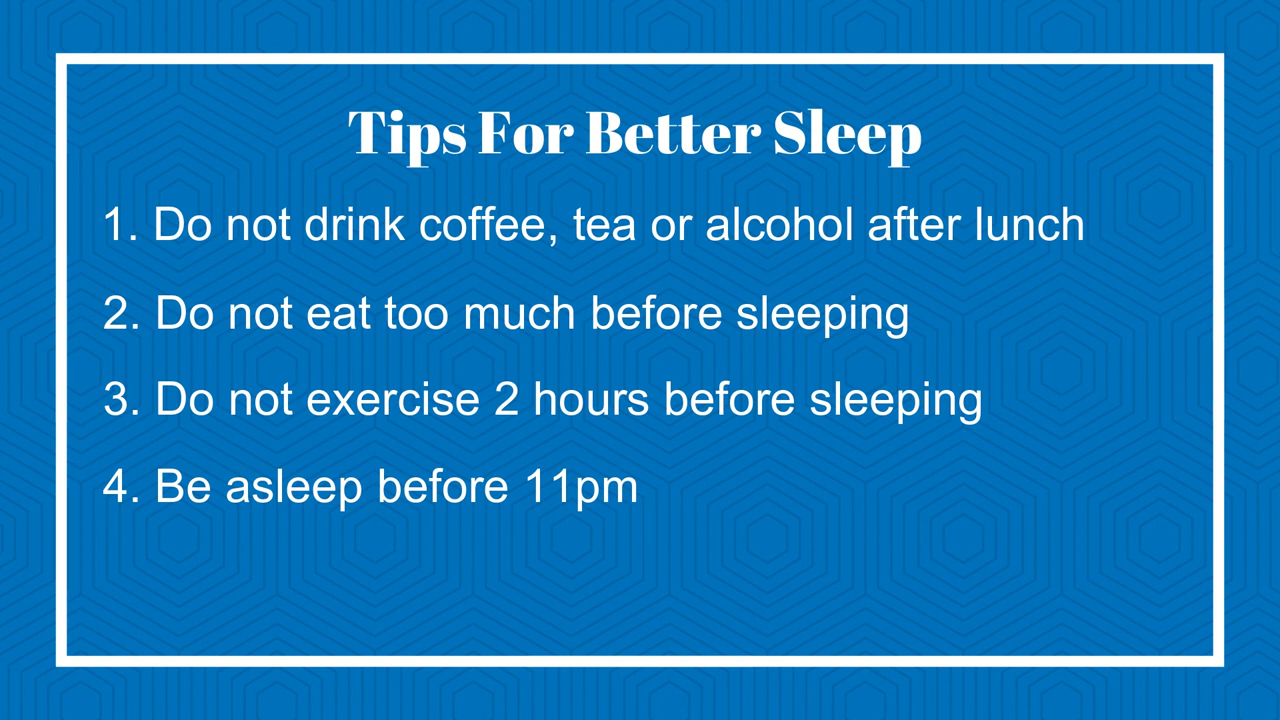 Tips For Better Sleep
1. Do not drink coffee, tea or alcohol after lunch
2. Do not eat too much before sleeping
3. Do not exercise 2 hours before sleeping
4. Be asleep before 11pm